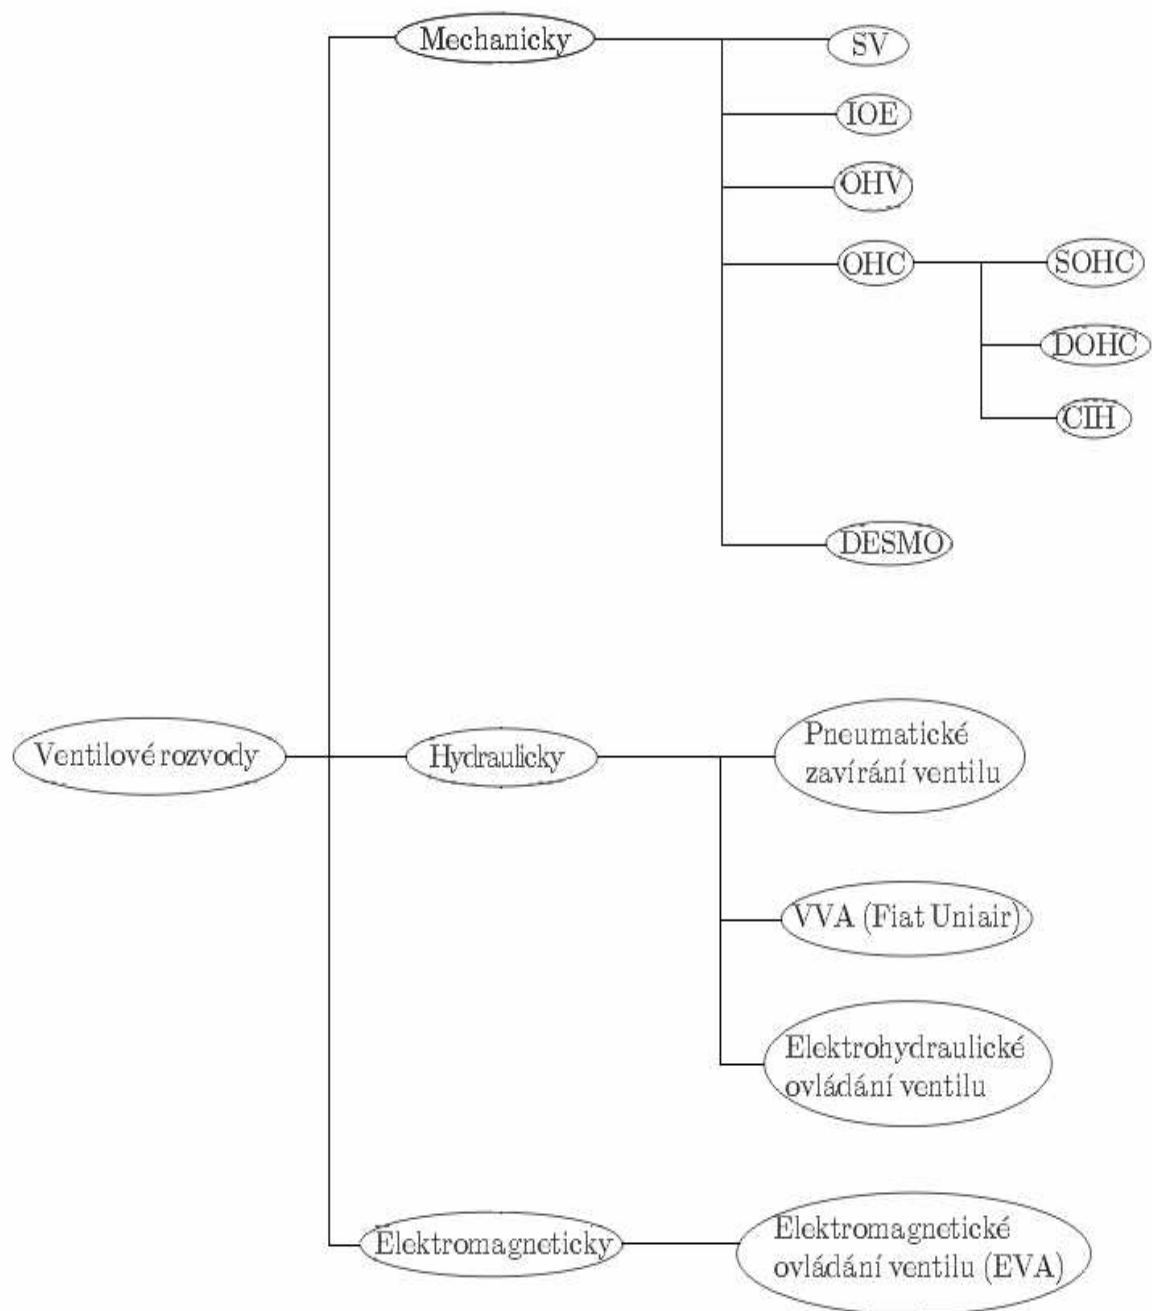 Mechanicky
SV
IOE
OHV
OHC
SOHC
DOHC
CIH
DESMO
Ventilové rozvody
Hydraulicky
Pneumatické
zavírání ventilu
VVA (Fiat Uniair)
Elektrohydraulické
ovládání ventilu
Elektromagneticky
Elektromagnetické
ovládání ventilu (EVA)